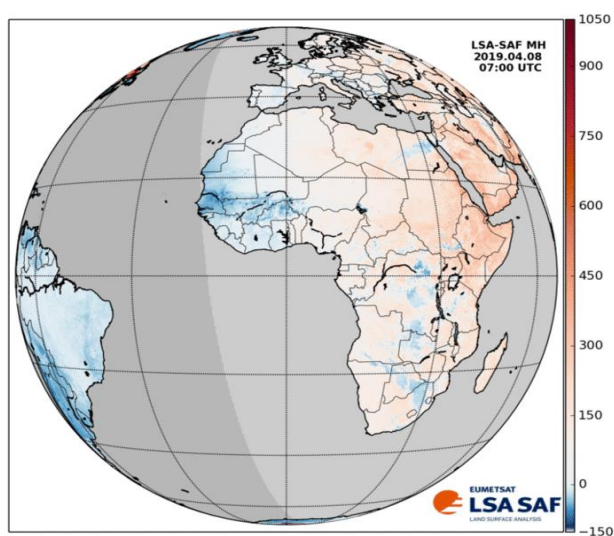 LSA-SAF MH
2019.04.08
07:00 UTC
1050
900
750
600
450
300
150
0
−150
EUMETSAT
LSA SAF
LAND SURFACE ANALYSIS